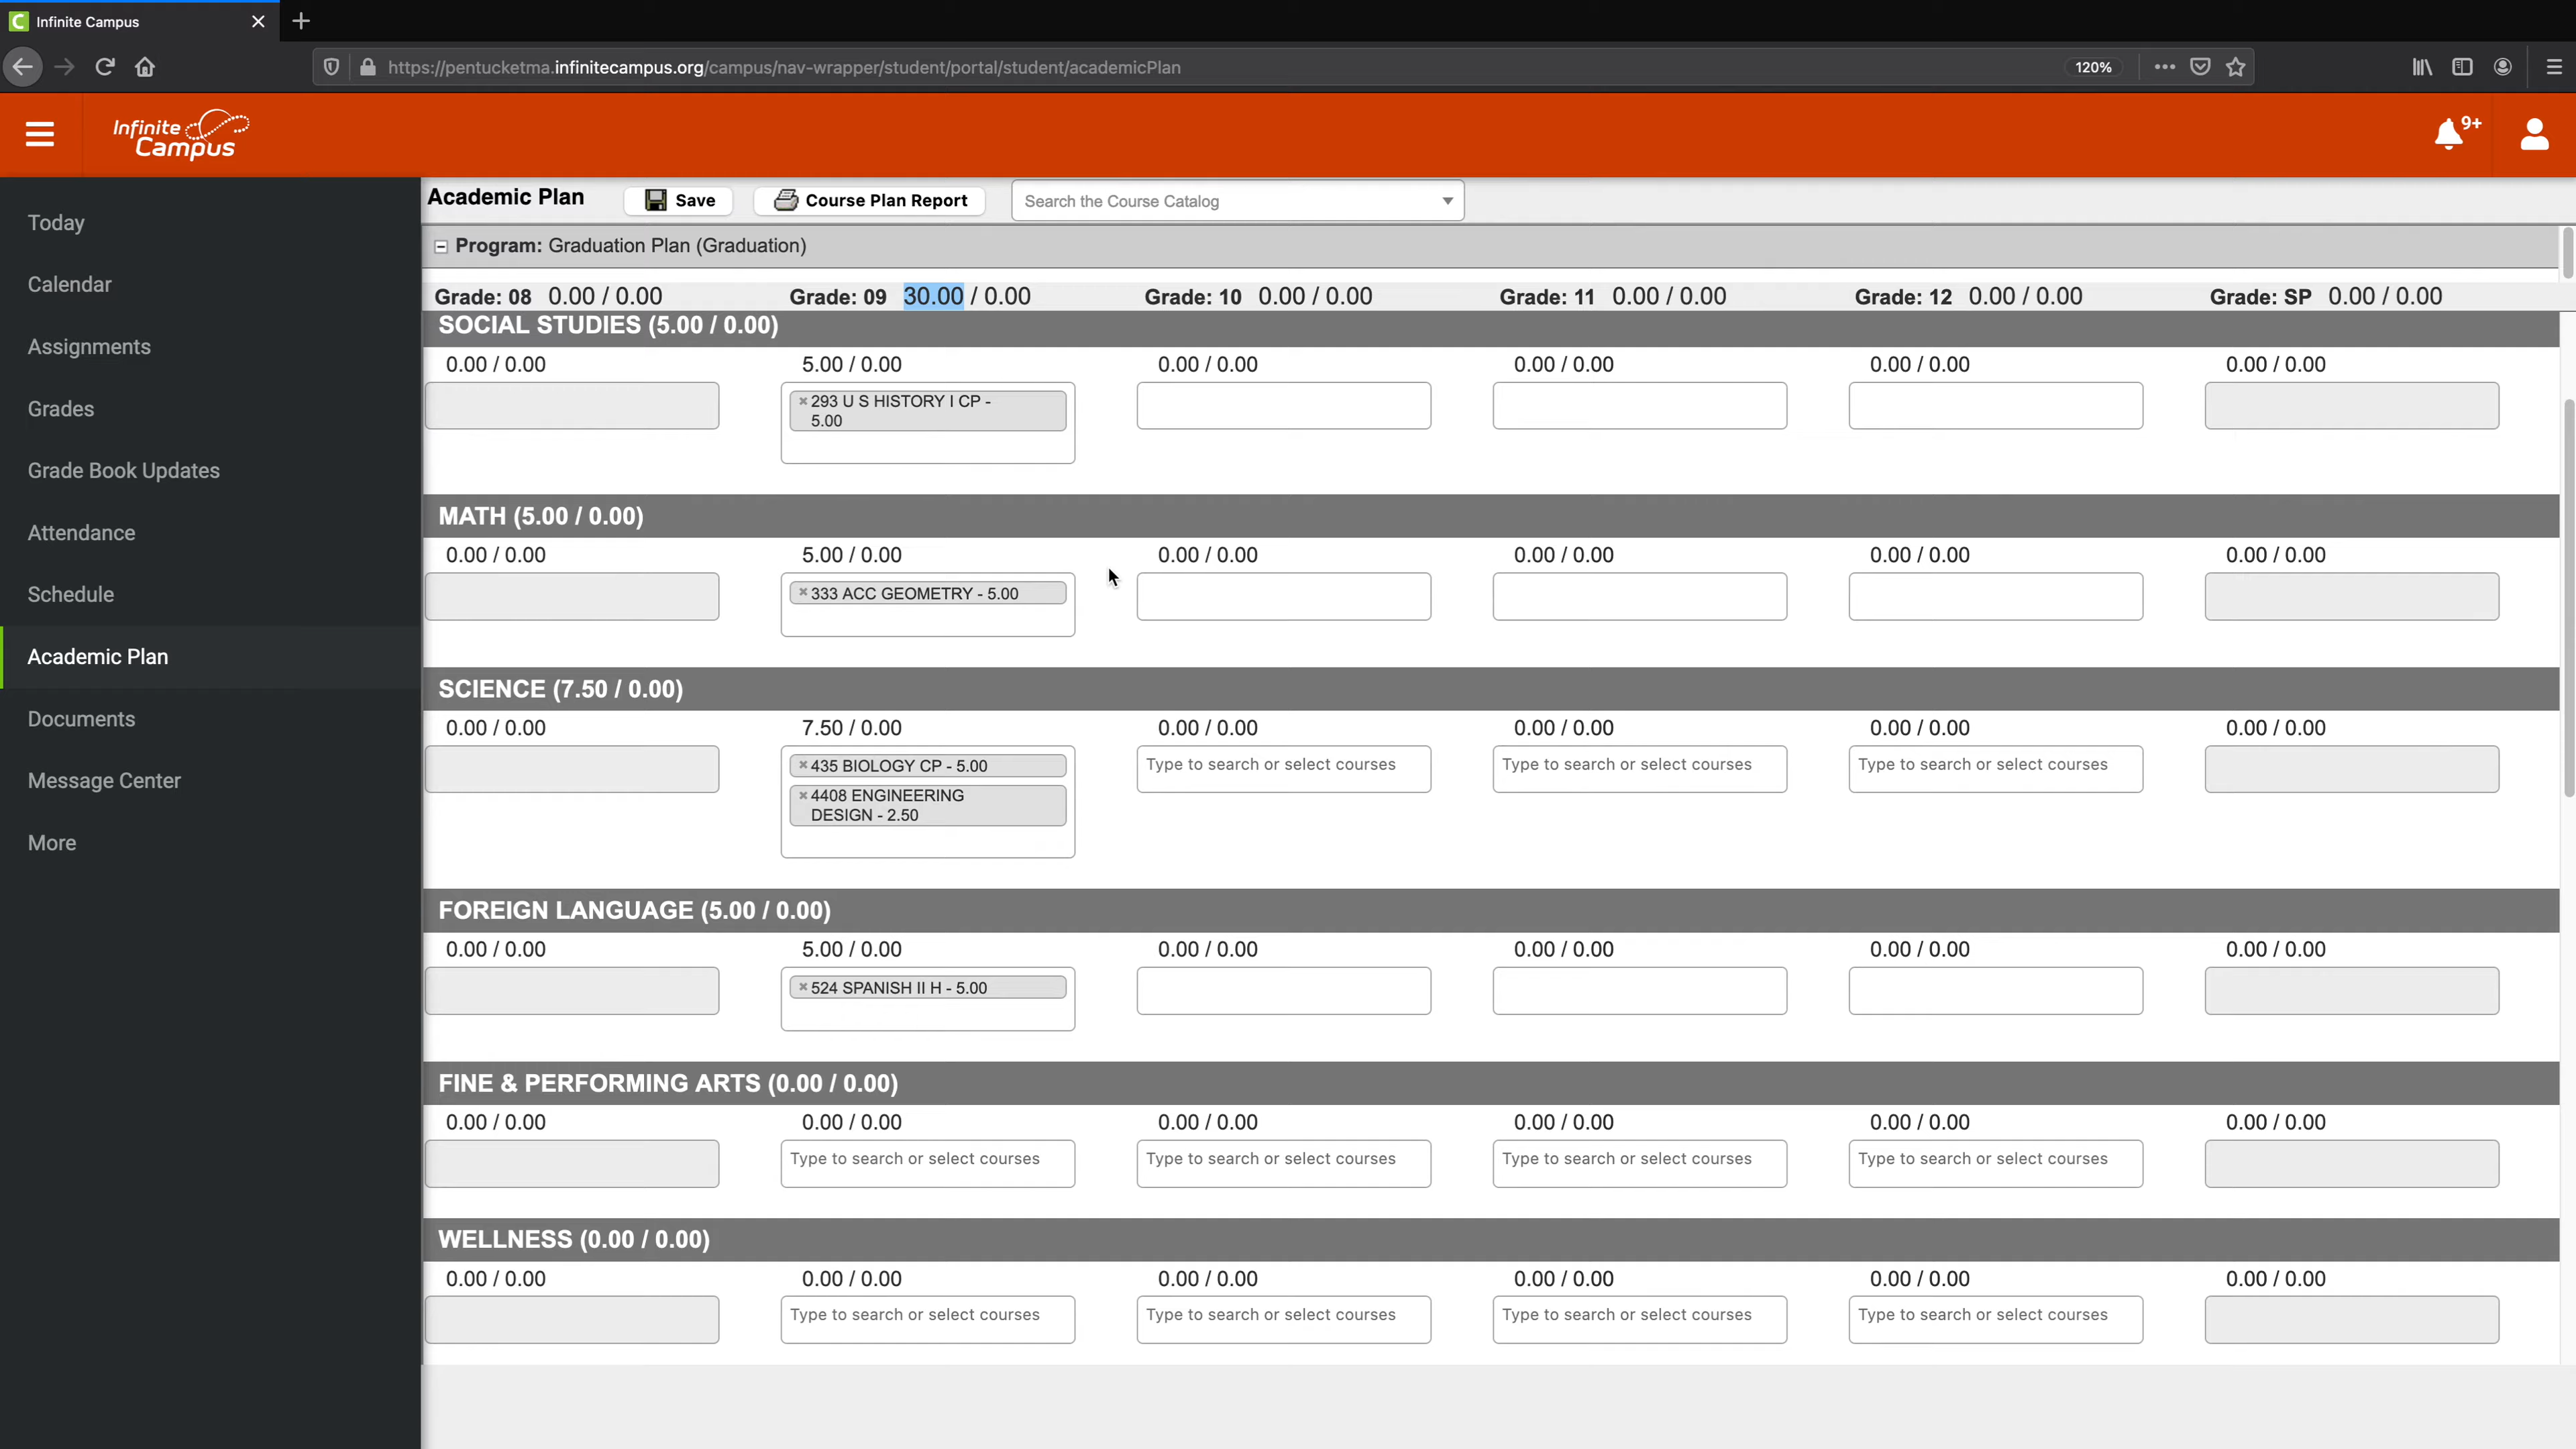 Infinite Campus
https://pentucketma.infinitecampus.org/campus/nav-wrapper/student/portal/student/academicPlan
120%
Infinite
Campus
9+
Today
Calendar
Assignments
Grades
Grade Book Updates
Attendance
Schedule
Academic Plan
Documents
Message Center
More
Academic Plan Save Course Plan Report Search the Course Catalog
Program: Graduation Plan (Graduation)
Grade: 08 0.00 / 0.00 Grade: 09 30.00 / 0.00 Grade: 10 0.00 / 0.00 Grade: 11 0.00 / 0.00 Grade: 12 0.00 / 0.00 Grade: SP 0.00 / 0.00
SOCIAL STUDIES (5.00 / 0.00)
0.00 / 0.00 5.00 / 0.00 0.00 / 0.00 0.00 / 0.00 0.00 / 0.00 0.00 / 0.00
293 U S HISTORY I CP -
5.00
MATH (5.00 / 0.00)
0.00 / 0.00 5.00 / 0.00 0.00 / 0.00 0.00 / 0.00 0.00 / 0.00 0.00 / 0.00
333 ACC GEOMETRY - 5.00
SCIENCE (7.50 / 0.00)
0.00 / 0.00 7.50 / 0.00 0.00 / 0.00 0.00 / 0.00 0.00 / 0.00 0.00 / 0.00
435 BIOLOGY CP - 5.00 Type to search or select courses Type to search or select courses Type to search or select courses
4408 ENGINEERING
DESIGN - 2.50
FOREIGN LANGUAGE (5.00 / 0.00)
0.00 / 0.00 5.00 / 0.00 0.00 / 0.00 0.00 / 0.00 0.00 / 0.00 0.00 / 0.00
524 SPANISH II H - 5.00
FINE & PERFORMING ARTS (0.00 / 0.00)
0.00 / 0.00 0.00 / 0.00 0.00 / 0.00 0.00 / 0.00 0.00 / 0.00 0.00 / 0.00
Type to search or select courses Type to search or select courses Type to search or select courses Type to search or select courses
WELLNESS (0.00 / 0.00)
0.00 / 0.00 0.00 / 0.00 0.00 / 0.00 0.00 / 0.00 0.00 / 0.00 0.00 / 0.00
Type to search or select courses Type to search or select courses Type to search or select courses Type to search or select courses